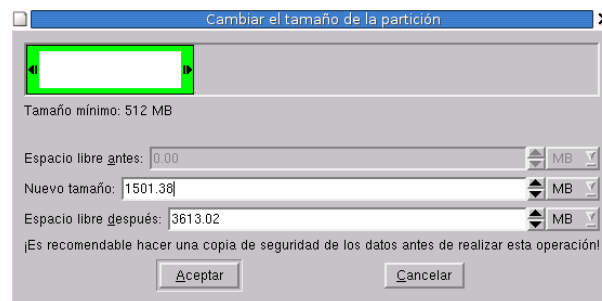 Cambiar el tamaño de la partición
Tamaño mínimo: 512 MB
Espacio libre antes: 0.00 MB
Nuevo tamaño: 1501.38 MB
Espacio libre después: 3613.02 MB
¡Es recomendable hacer una copia de seguridad de los datos antes de realizar esta operación!
Aceptar Cancelar